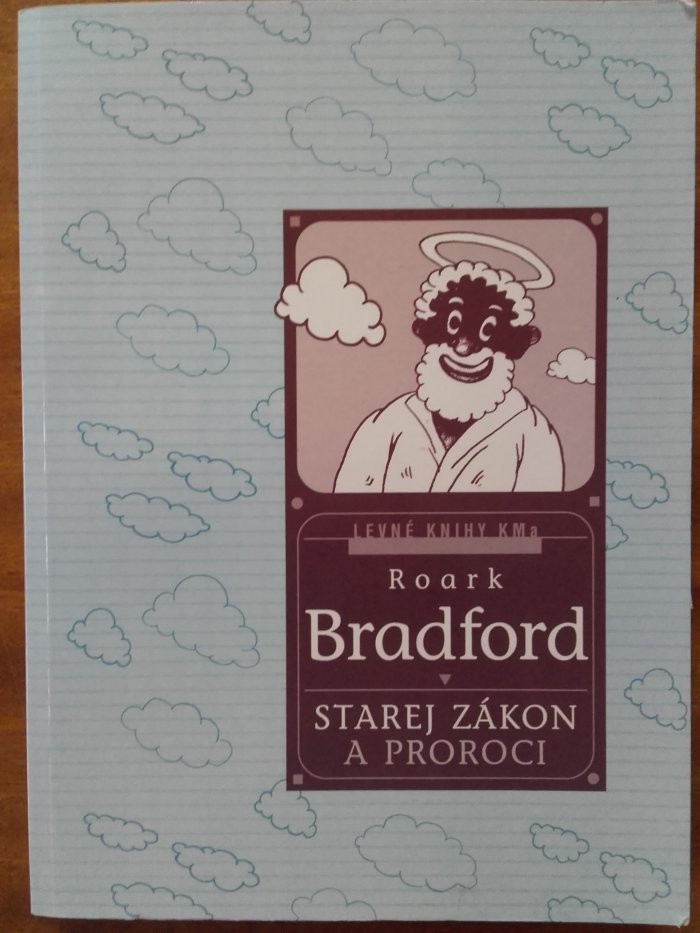 LEVNÉ KNIHY KMa
Roark
Bradford
STAREJ ZÁKON
A PROROCI